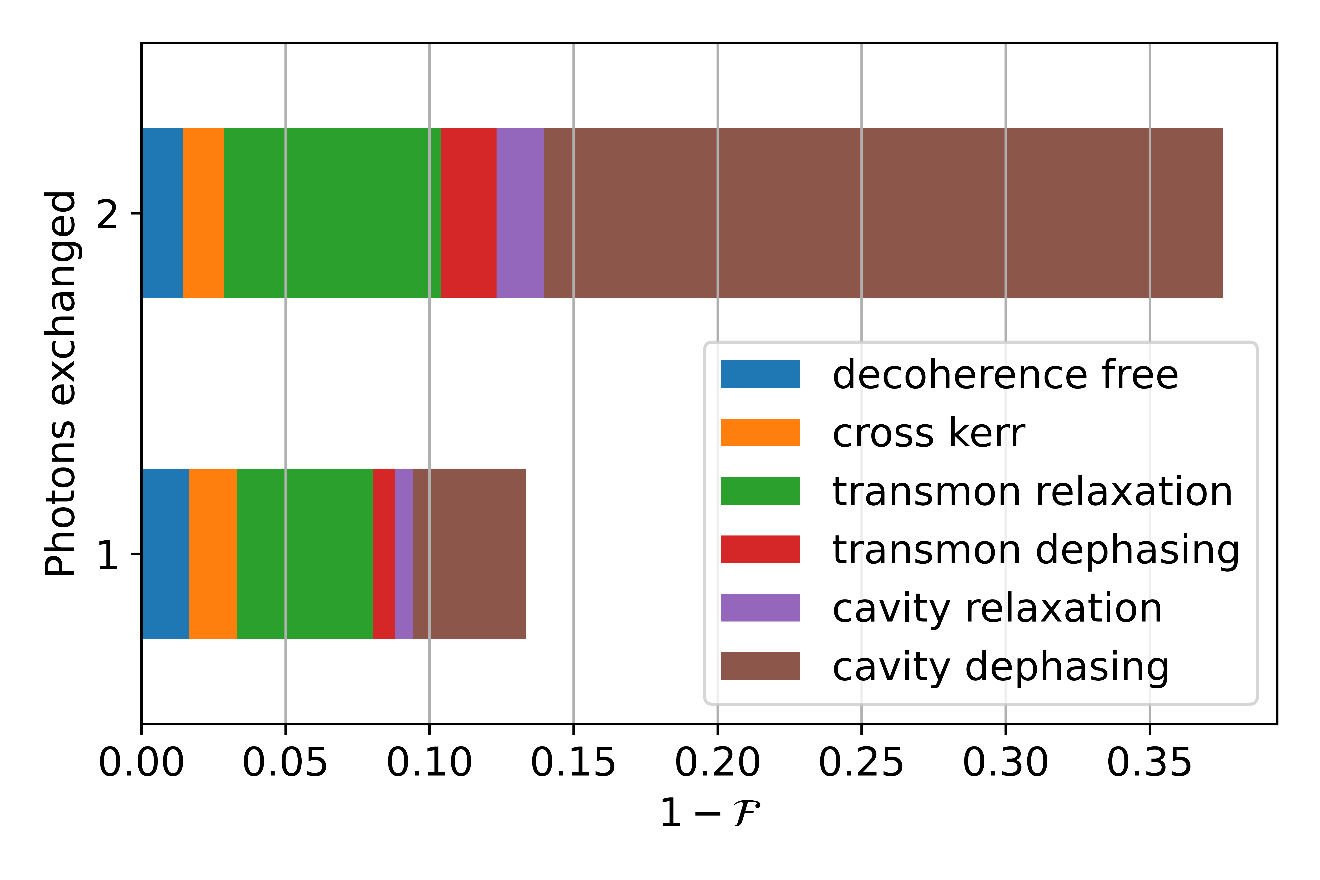 Photons exchanged
2
1
decoherence free
cross kerr
transmon relaxation
transmon dephasing
cavity relaxation
cavity dephasing
0.00 0.05 0.10 0.15 0.20 0.25 0.30 0.35
1 − ℱ